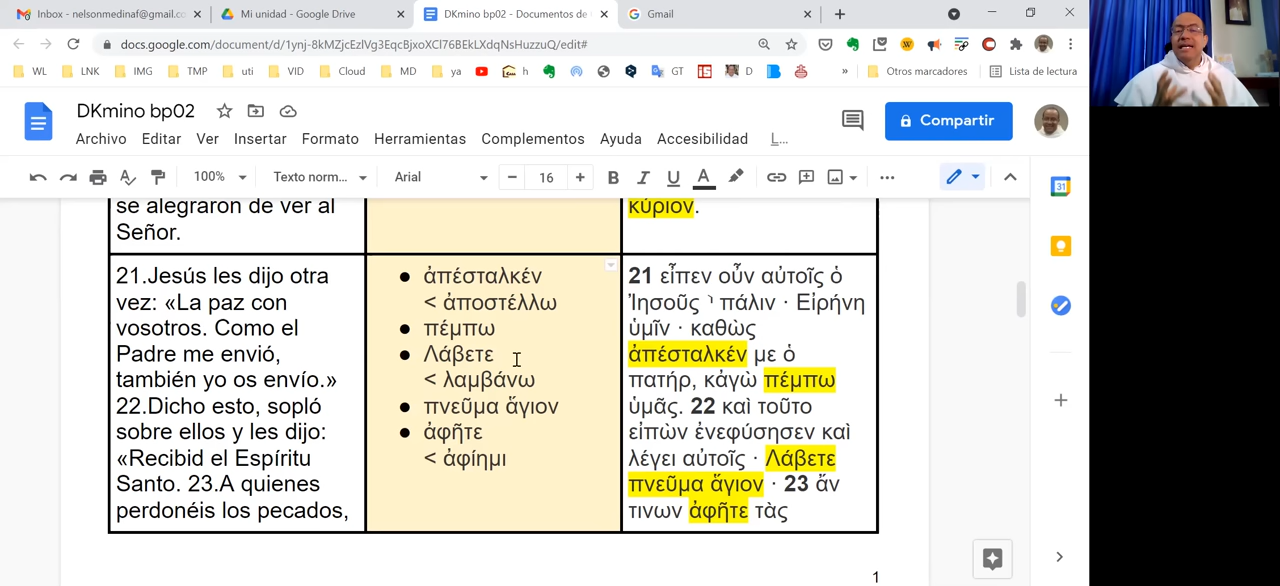 Inbox - nelsonmedinaf@gmail.co
Mi unidad - Google Drive
DKmino bp02 - Documentos de
Gmail
docs.google.com/document/d/1ynj-8kMZjcEzlVg3EqcBjxoXCl76BEkLXdqNsHuzzuQ/edit#
WL LNK IMG TMP uti VID Cloud MD ya h GT D » Otros marcadores Lista de lectura
DKmino bp02
Compartir
Archivo Editar Ver Insertar Formato Herramientas Complementos Ayuda Accesibilidad L...
100% Texto norm... Arial 16 B I U A
se alegraron de ver al
Señor.
κύριον.
21.Jesús les dijo otra
vez: «La paz con
vosotros. Como el
Padre me envió,
también yo os envío.»
22.Dicho esto, sopló
sobre ellos y les dijo:
«Recibid el Espíritu
Santo. 23.A quienes
perdonéis los pecados,
● ἀπέσταλκέν
< ἀποστέλλω
● πέμπω
● Λάβετε
< λαμβάνω
● πνεῦμα ἅγιον
● ἀφῆτε
< ἀφίημι
21 εἶπεν οὖν αὐτοῖς ὁ
Ἰησοῦς ⸃ πάλιν · Εἰρήνη
ὑμῖν · καθὼς
ἀπέσταλκέν με ὁ
πατήρ, κἀγὼ πέμπω
ὑμᾶς. 22 καὶ τοῦτο
εἰπὼν ἐνεφύσησεν καὶ
λέγει αὐτοῖς · Λάβετε
πνεῦμα ἅγιον · 23 ἄν
τινων ἀφῆτε τὰς
1
31